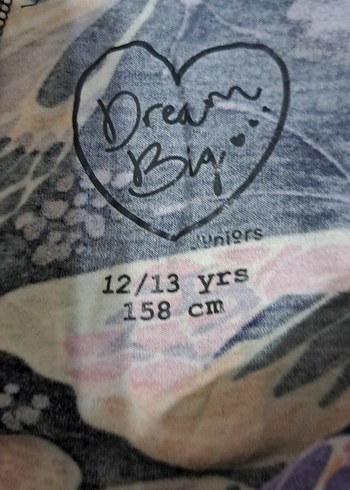 Dream
Big
Juniors
12/13 yrs
158 cm